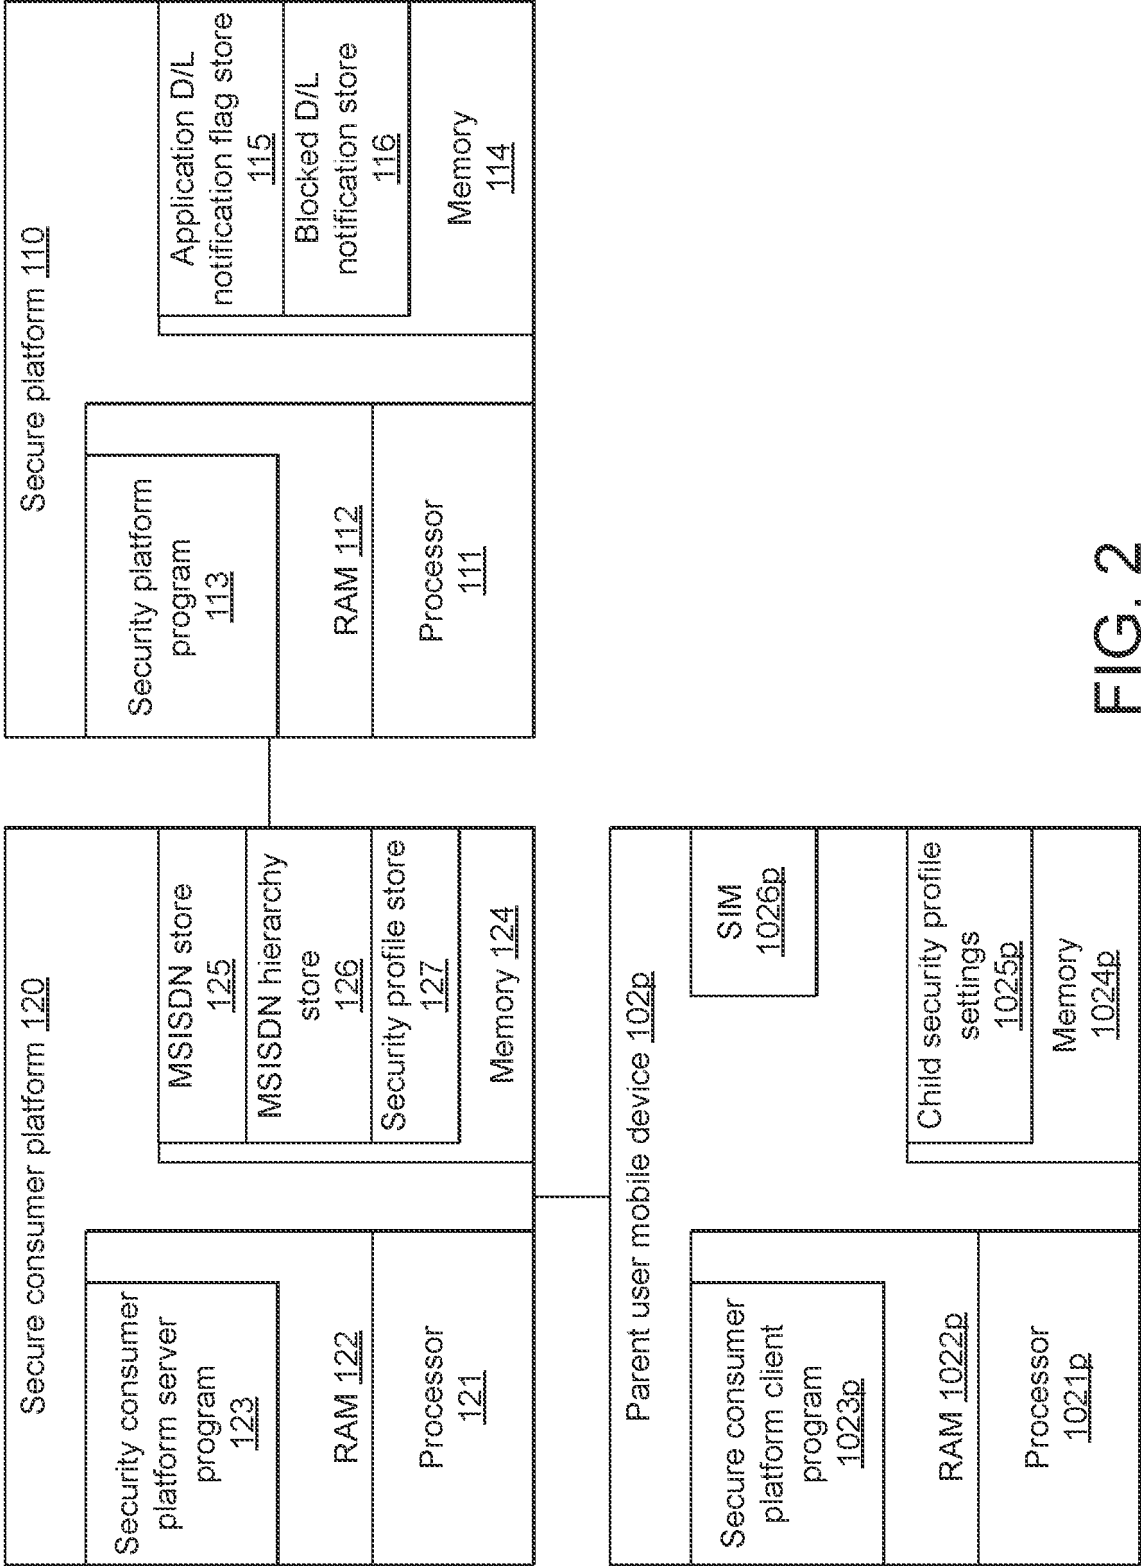 Secure consumer platform 120
Security consumer
platform server
program
123
RAM 122
Processor
121
MSISDN store
125
MSISDN hierarchy
store
126
Security profile store
127
Memory 124
Secure platform 110
Security platform
program
113
RAM 112
Processor
111
Application D/L
notification flag store
115
Blocked D/L
notification store
116
Memory
114
Parent user mobile device 102p
Secure consumer
platform client
program
1023p
RAM 1022p
Processor
1021p
SIM
1026p
Child security profile
settings
1025p
Memory
1024p
FIG. 2